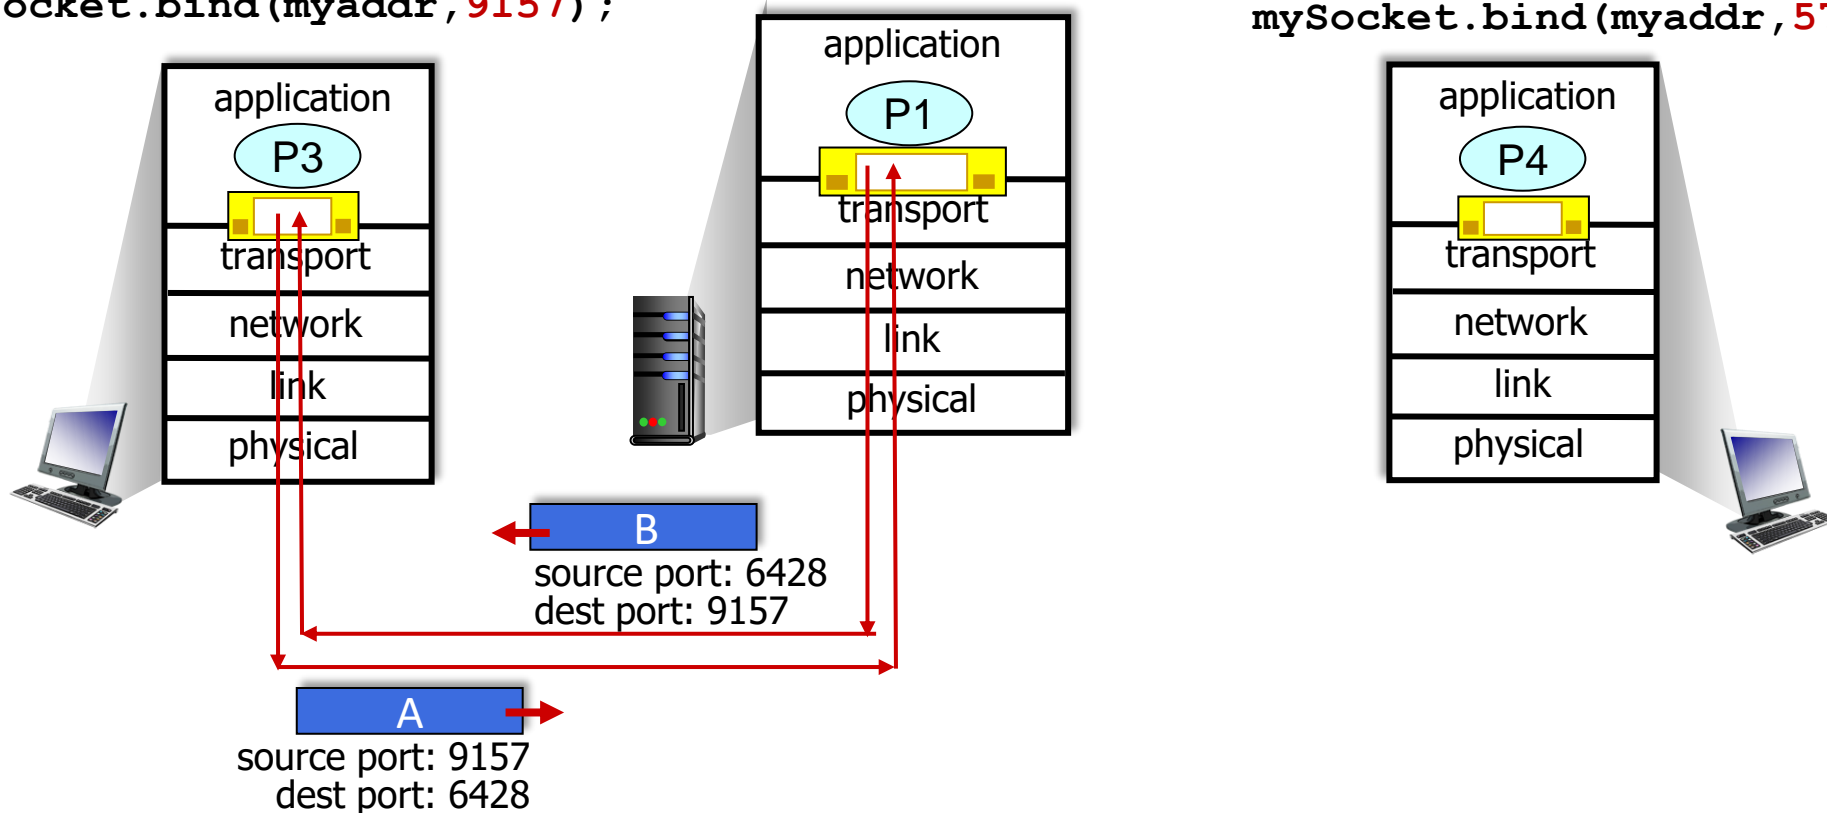 ocket.bind(myaddr,9157);
mySocket.bind(myaddr,57
application
P3
transport
network
link
physical
application
P1
transport
network
link
physical
application
P4
transport
network
link
physical
B
source port: 6428
dest port: 9157
A
source port: 9157
dest port: 6428